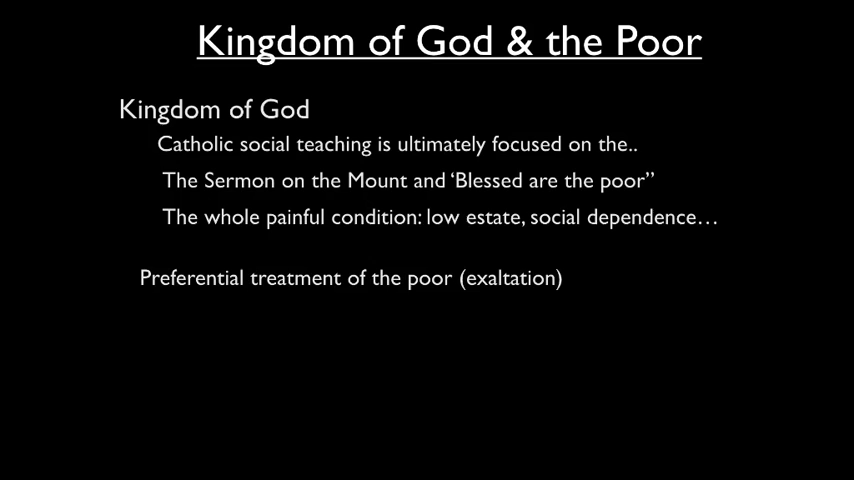 Kingdom of God & the Poor
Kingdom of God
Catholic social teaching is ultimately focused on the..
The Sermon on the Mount and ‘Blessed are the poor”
The whole painful condition: low estate, social dependence…
Preferential treatment of the poor (exaltation)